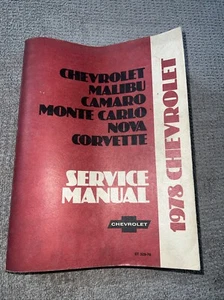 CHEVROLET
MALIBU
CAMARO
MONTE CARLO
NOVA
CORVETTE
SERVICE
MANUAL
CHEVROLET
1978 CHEVROLET